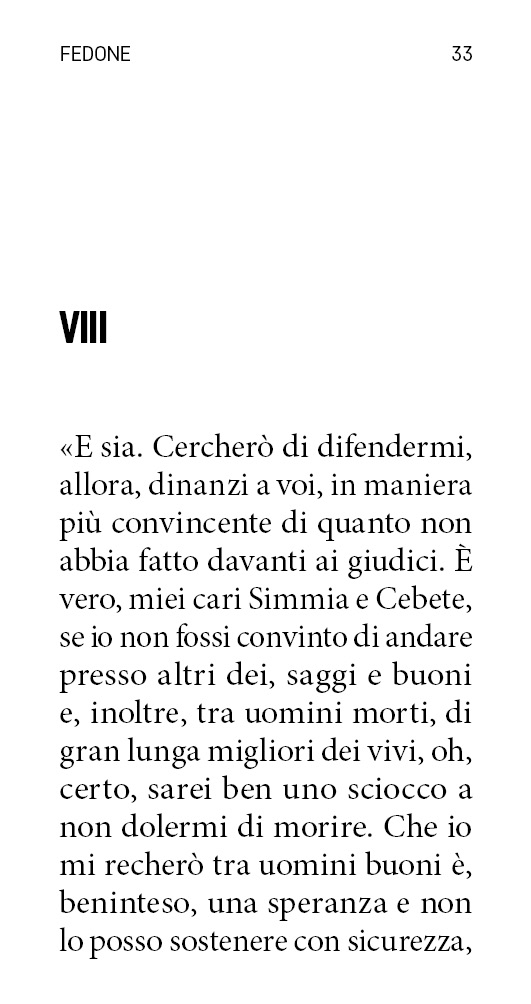 FEDONE 33
VIII
«E sia. Cercherò di difendermi,
allora, dinanzi a voi, in maniera
più convincente di quanto non
abbia fatto davanti ai giudici. È
vero, miei cari Simmia e Cebete,
se io non fossi convinto di andare
presso altri dei, saggi e buoni
e, inoltre, tra uomini morti, di
gran lunga migliori dei vivi, oh,
certo, sarei ben uno sciocco a
non dolermi di morire. Che io
mi recherò tra uomini buoni è,
beninteso, una speranza e non
lo posso sostenere con sicurezza,